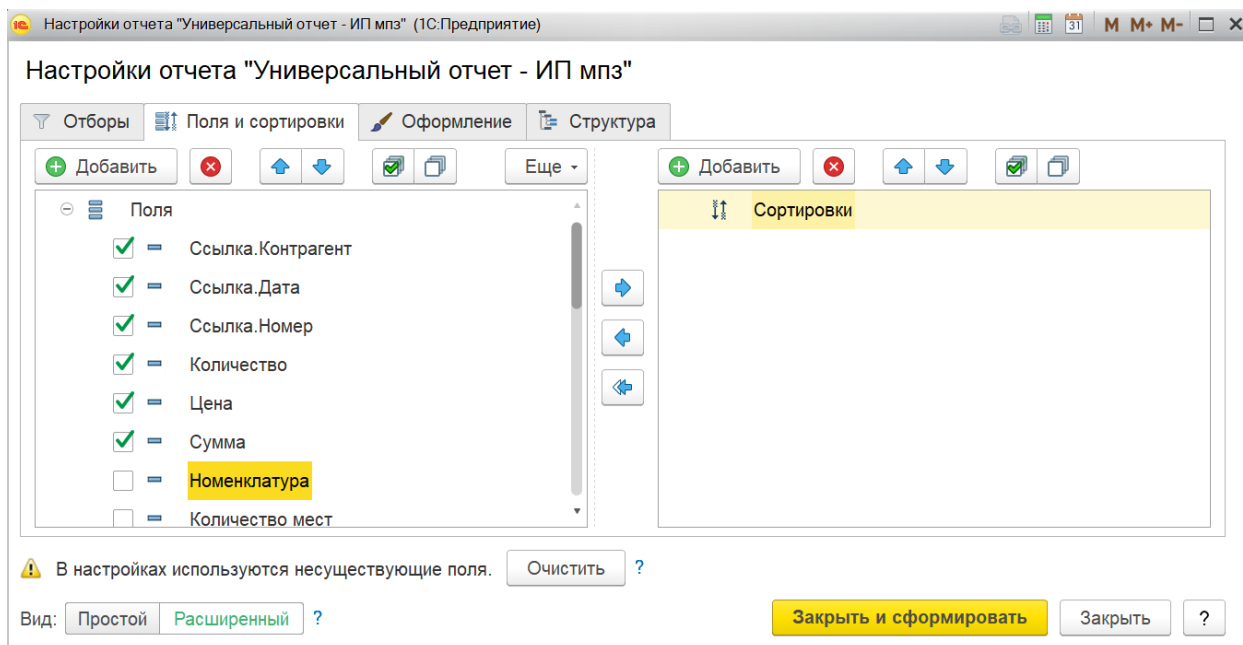 1С Настройки отчета "Универсальный отчет - ИП мпз" (1С:Предприятие) 31 M M+ M-
Настройки отчета "Универсальный отчет - ИП мпз"
Отборы Поля и сортировки Оформление Структура
Добавить Еще Добавить
Поля Сортировки
Ссылка.Контрагент
Ссылка.Дата
Ссылка.Номер
Количество
Цена
Сумма
Номенклатура
Количество мест
В настройках используются несуществующие поля. Очистить ?
Вид: Простой Расширенный ? Закрыть и сформировать Закрыть ?